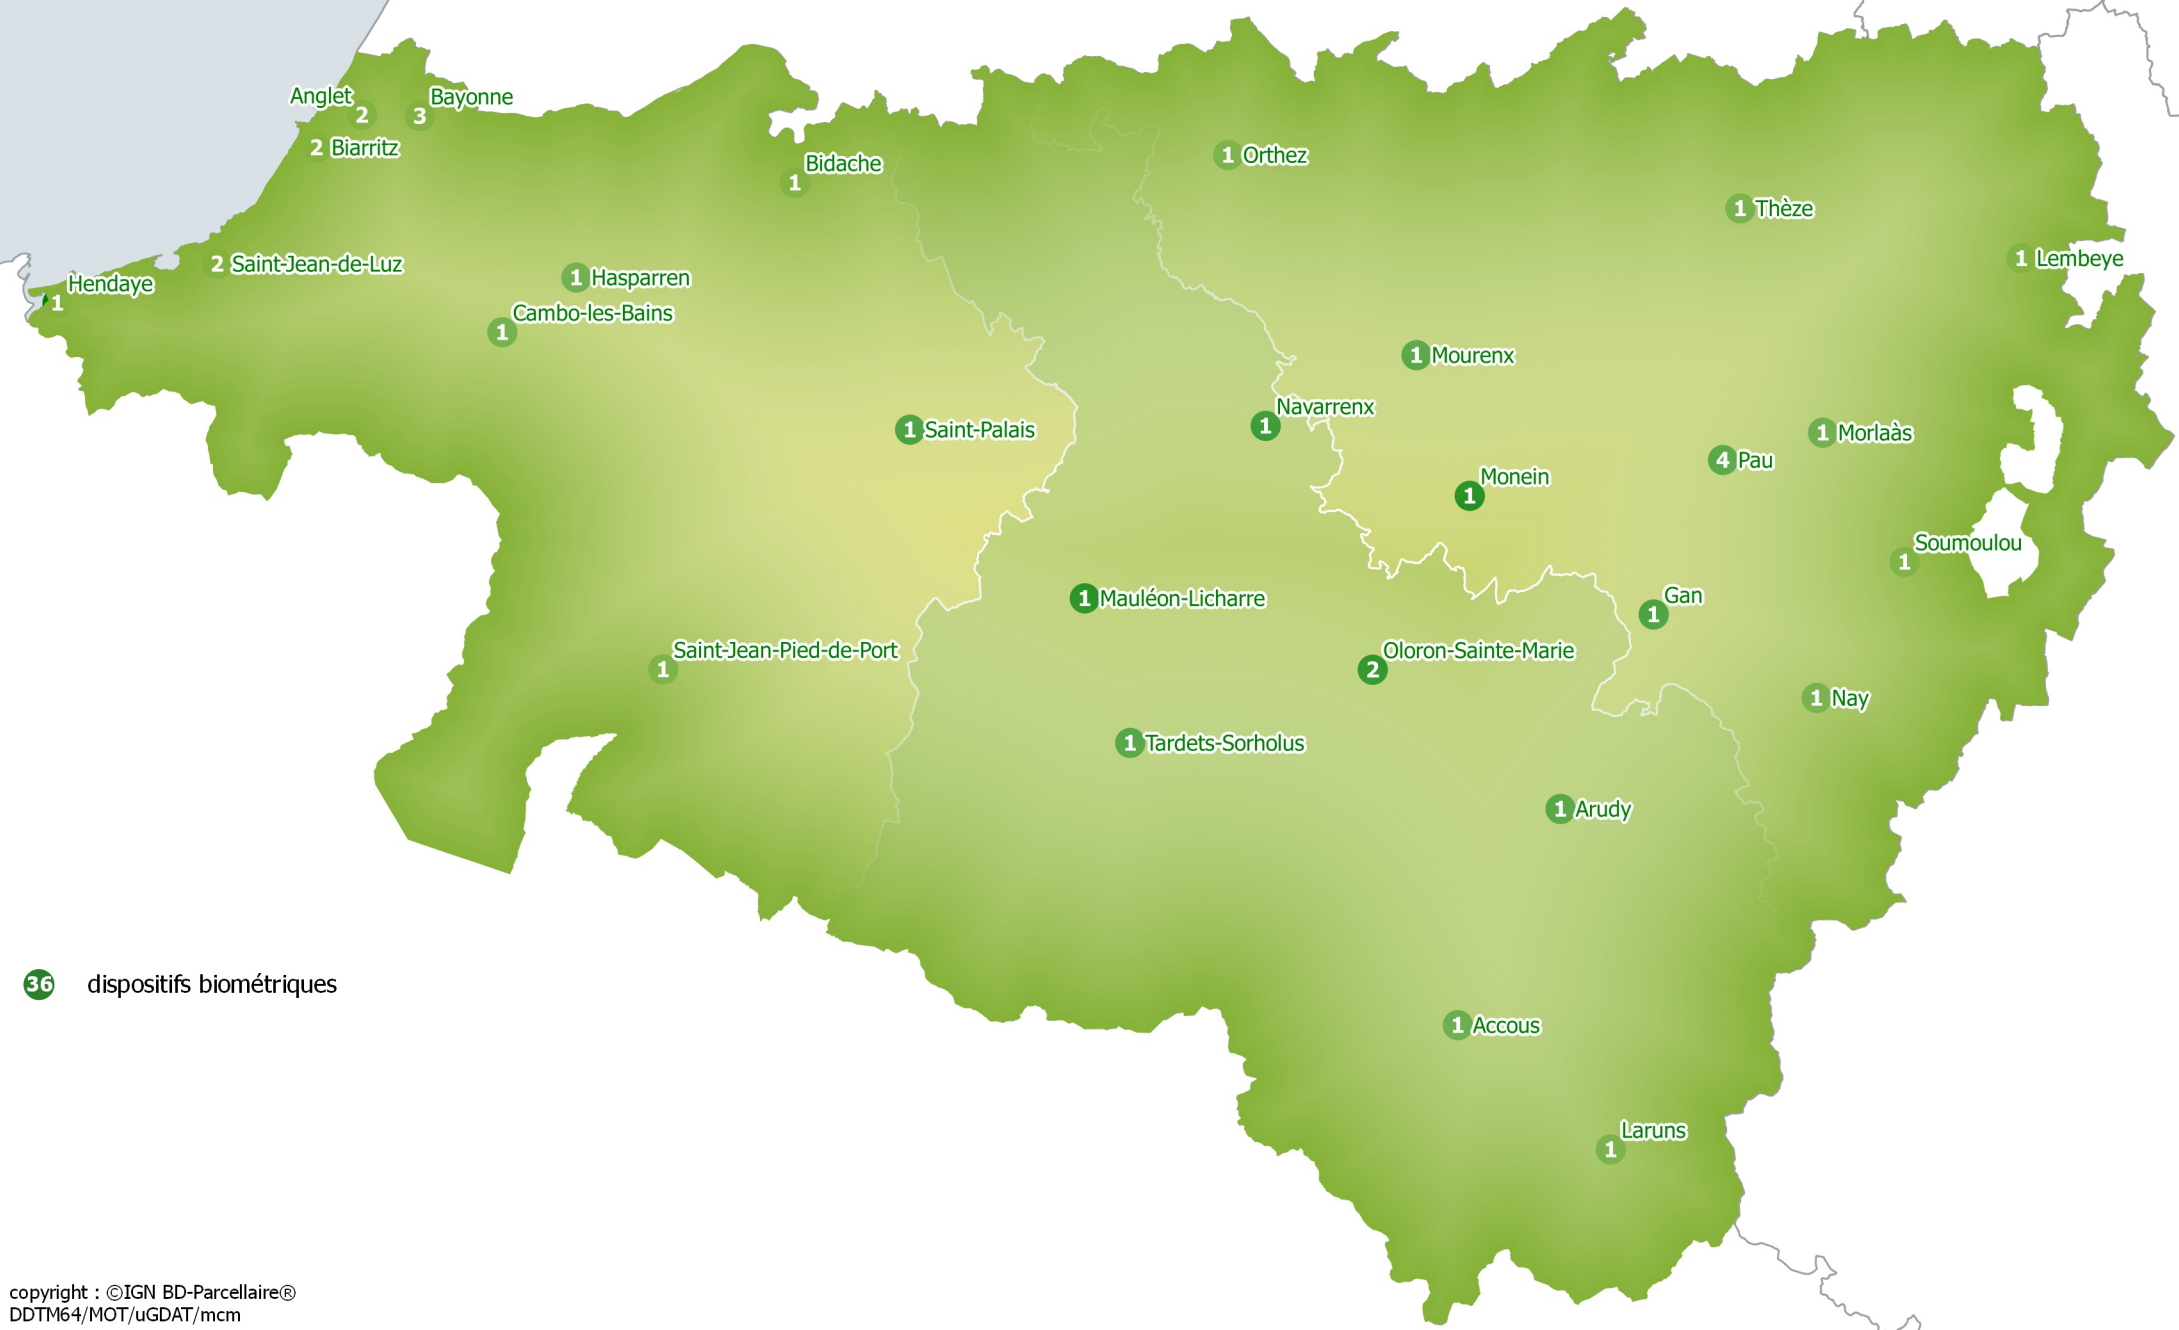 Anglet
2
3
Bayonne
2 Biarritz
Bidache
1
1 Orthez
1 Thèze
1 Lembeye
2 Saint-Jean-de-Luz
Hendaye
1
1 Hasparren
Cambo-les-Bains
1
1 Mourenx
Navarrenx
1
1 Saint-Palais
1 Morlaàs
4 Pau
Monein
1
Soumoulou
1
1 Mauléon-Licharre
Gan
1
Saint-Jean-Pied-de-Port
1
Oloron-Sainte-Marie
2
1 Nay
1 Tardets-Sorholus
1 Arudy
36 dispositifs biométriques
1 Accous
Laruns
1
copyright : ©IGN BD-Parcellaire®
DDTM64/MOT/uGDAT/mcm